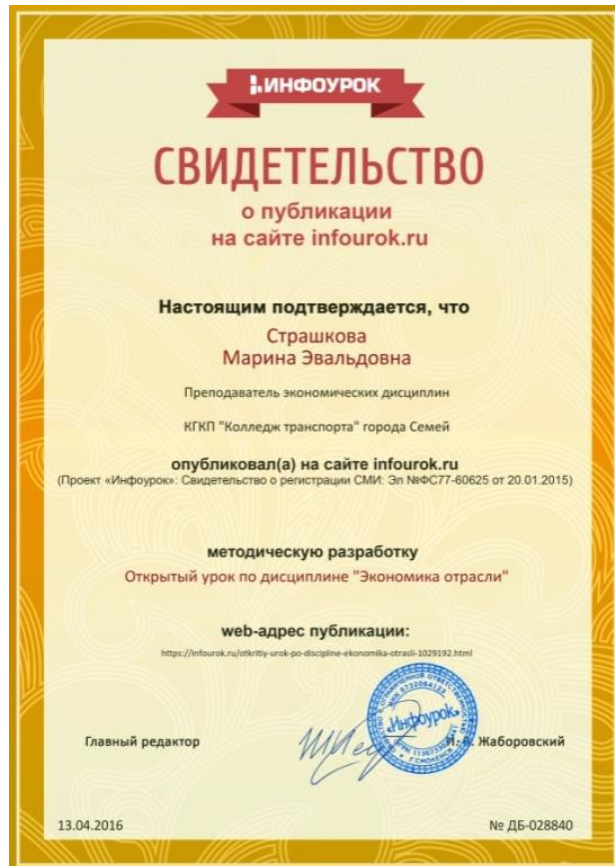 ИНФОУРОК
СВИДЕТЕЛЬСТВО
о публикации
на сайте infourok.ru
Настоящим подтверждается, что
Страшкова
Марина Эвальдовна
Преподаватель экономических дисциплин
КГКП "Колледж транспорта" города Семей
опубликовал(а) на сайте infourok.ru
(Проект «Инфоурок»: Свидетельство о регистрации СМИ: Эл №ФС77-60625 от 20.01.2015)
методическую разработку
Открытый урок по дисциплине "Экономика отрасли"
web-адрес публикации:
https://infourok.ru/otkritiy-urok-po-discipline-ekonomika-otrasli-1029192.html
«Инфоурок»
Г.СМОЛЕНСК
Главный редактор
Жаборовский
13.04.2016
№ ДБ-028840